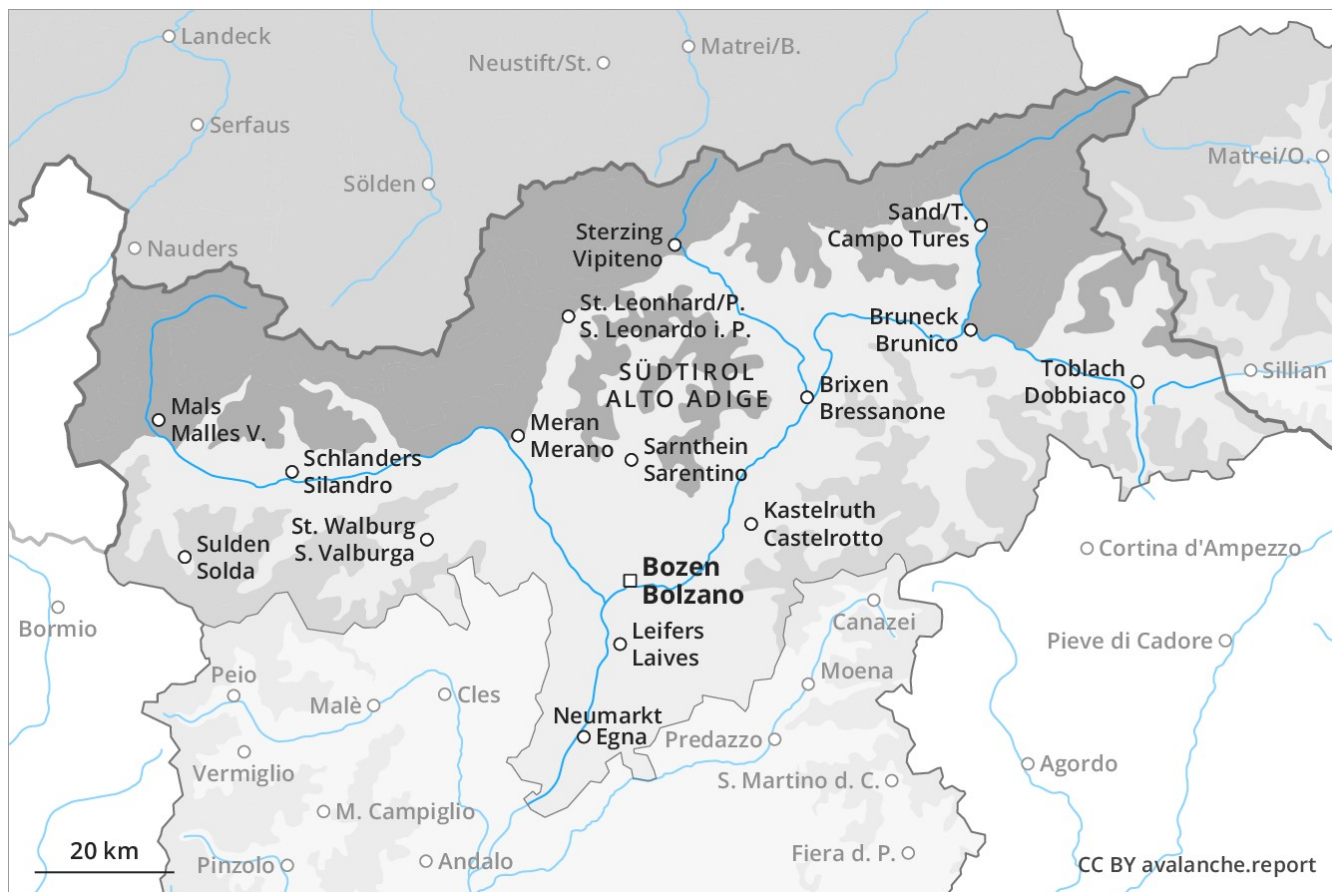 Landeck
Matrei/B.
Neustift/St.
Serfaus
Matrei/O.
Sölden
Sand/T.
Campo Tures
Sterzing
Vipiteno
Nauders
St. Leonhard/P.
S. Leonardo i. P.
Bruneck
Brunico
SÜDTIROL
ALTO ADIGE
Toblach
Dobbiaco
Sillian
Brixen
Bressanone
Mals
Malles V.
Meran
Merano
Schlanders
Silandro
Sarnthein
Sarentino
Kastelruth
Castelrotto
St. Walburg
S. Valburga
Sulden
Solda
Cortina d'Ampezzo
Bozen
Bolzano
Bormio
Canazei
Leifers
Laives
Pieve di Cadore
Peio
Moena
Malè
Cles
Neumarkt
Egna
Predazzo
Vermiglio
Agordo
S. Martino d. C.
M. Campiglio
20 km
Pinzolo
Andalo
Fiera d. P.
CC BY avalanche.report